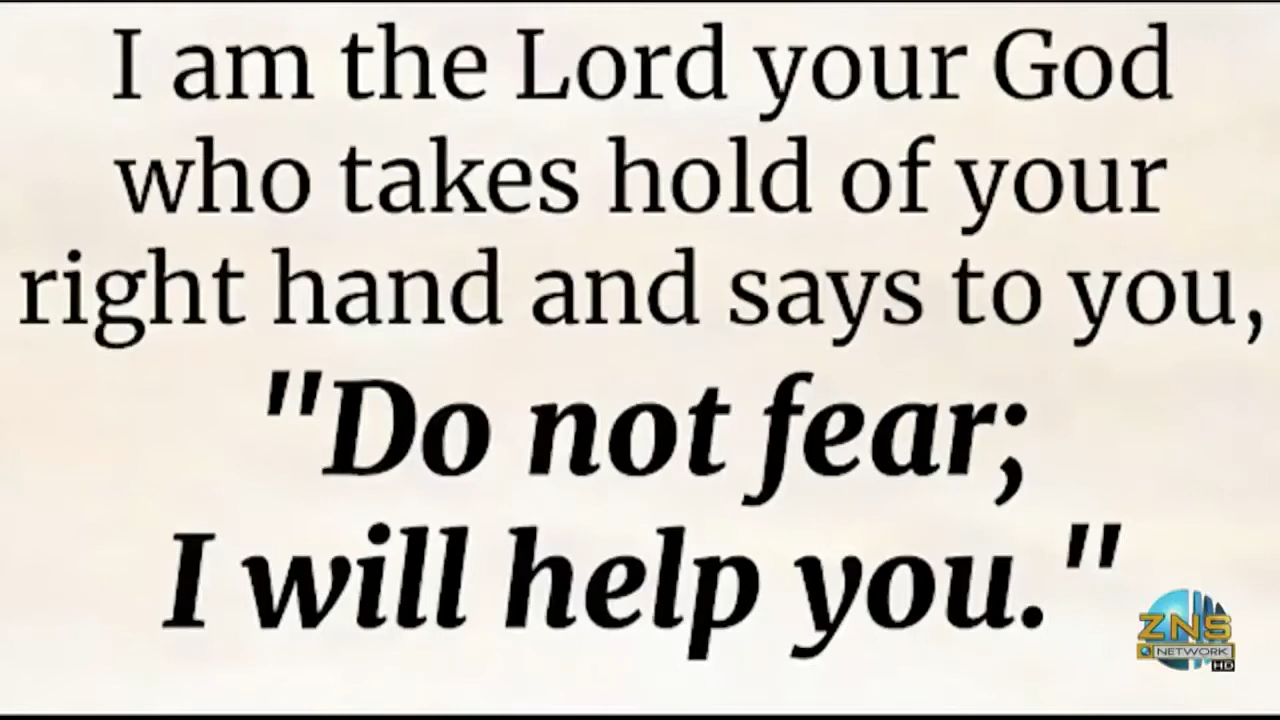 I am the Lord your God
who takes hold of your
right hand and says to you,
"Do not fear;
I will help you."
ZNS
NETWORK
HD